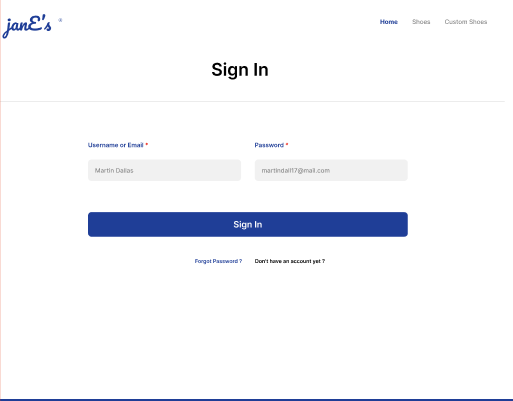 janE's ®
Home Shoes Custom Shoes
Sign In
Username or Email * Password *
Martin Dallas martindall17@mail.com
Sign In
Forgot Password ? Don't have an account yet ?